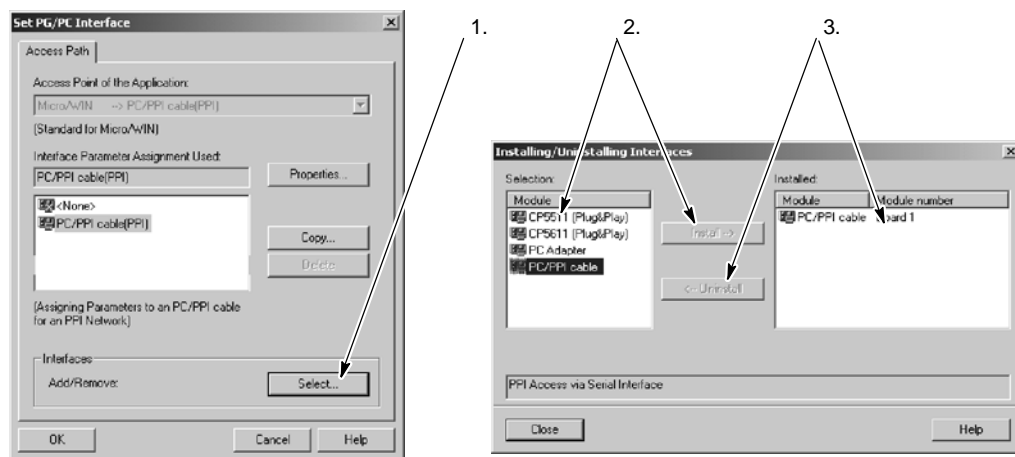 1.
2.
3.
Set PG/PC Interface
Access Path
Access Point of the Application:
Micro/WIN --> PC/PPI cable(PPI)
(Standard for Micro/WIN)
Interface Parameter Assignment Used:
PC/PPI cable(PPI)
Properties...
<None>
PC/PPI cable(PPI)
Copy...
Delete
(Assigning Parameters to an PC/PPI cable
for an PPI Network)
Interfaces
Add/Remove:
Select...
OK
Cancel
Help
Installing/Uninstalling Interfaces
Selection:
Module
CP5511 (Plug&Play)
CP5611 (Plug&Play)
PC Adapter
PC/PPI cable
Install -->
<-- Uninstall
Installed:
Module Module number
PC/PPI cable Board 1
PPI Access via Serial Interface
Close
Help